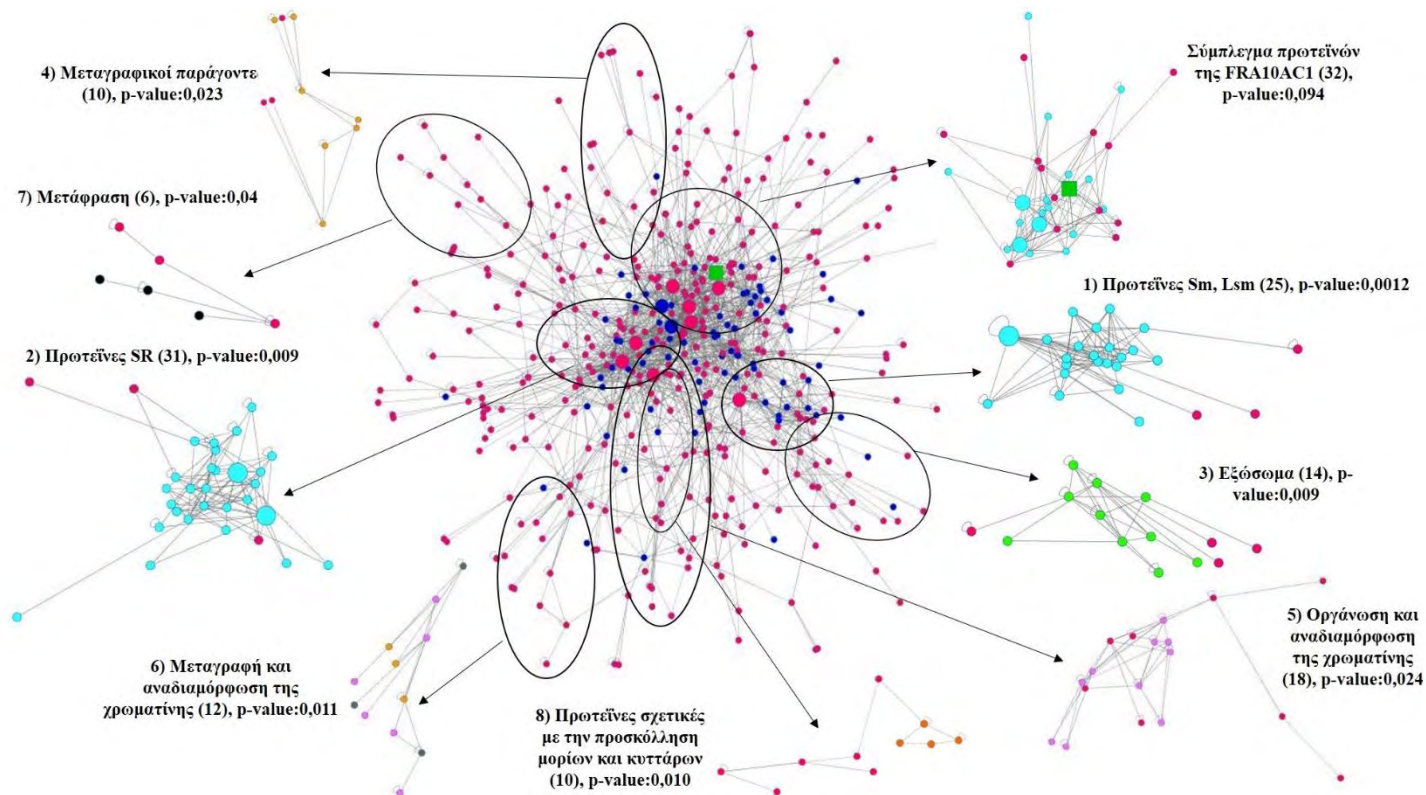 4) Μεταγραφικοί παράγοντε
(10), p-value:0,023
Σύμπλεγμα πρωτεϊνών
της FRA10AC1 (32),
p-value:0,094
7) Μετάφραση (6), p-value:0,04
1) Πρωτεΐνες Sm, Lsm (25), p-value:0,0012
2) Πρωτεΐνες SR (31), p-value:0,009
3) Εξώσωμα (14), p-
value:0,009
5) Οργάνωση και
αναδιαμόρφωση
της χρωματίνης
(18), p-value:0,024
6) Μεταγραφή και
αναδιαμόρφωση της
χρωματίνης (12), p-value:0,011
8) Πρωτεΐνες σχετικές
με την προσκόλληση
μορίων και κυττάρων
(10), p-value:0,010